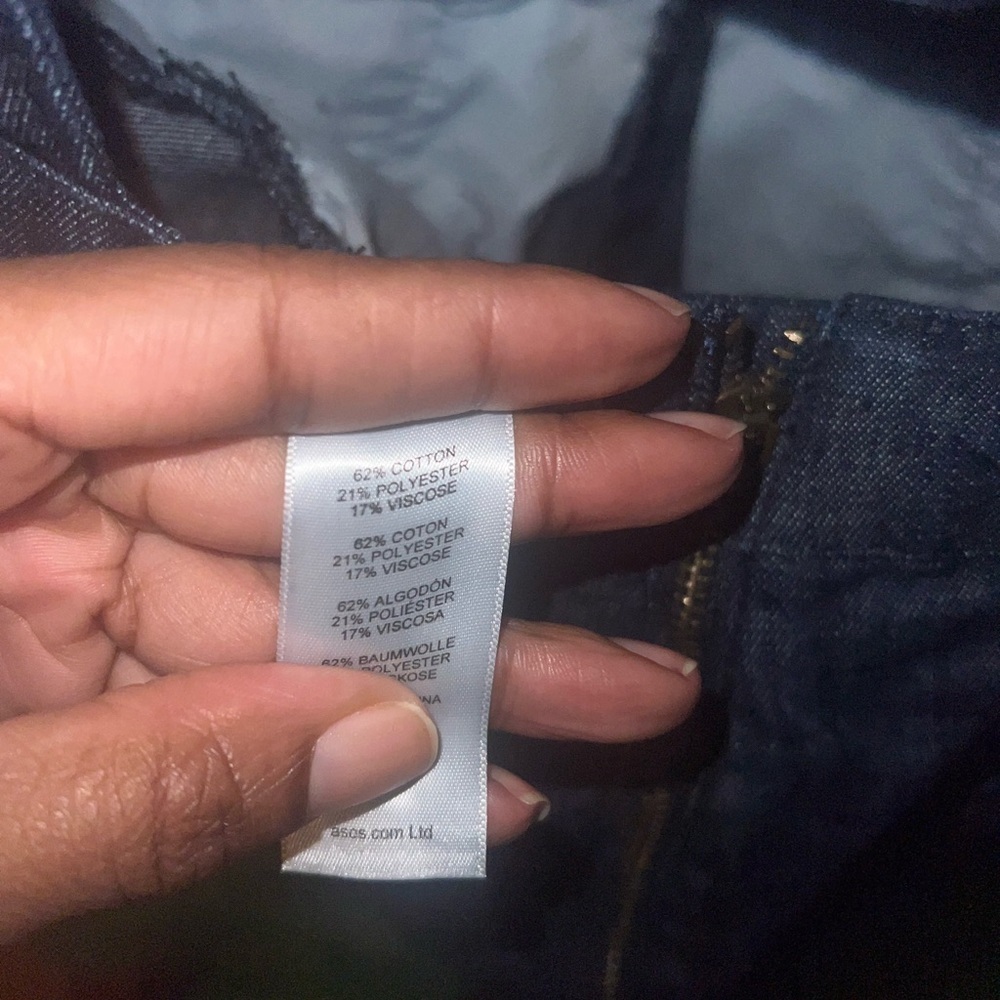 62% COTTON
21% POLYESTER
17% VISCOSE
62% COTON
21% POLYESTER
17% VISCOSE
62% ALGODÓN
21% POLIÉSTER
17% VISCOSA
62% BAUMWOLLE
POLYESTER
asos.com Ltd